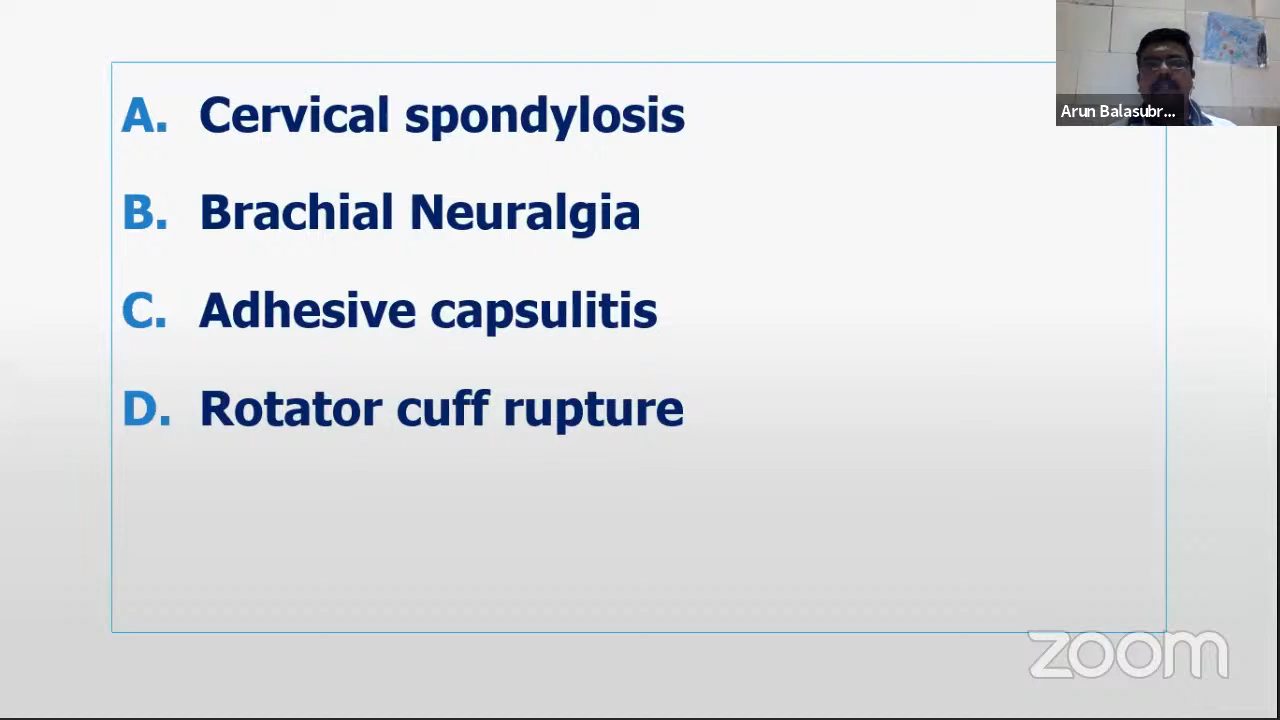 A. Cervical spondylosis
Arun Balasubr...
B. Brachial Neuralgia
C. Adhesive capsulitis
D. Rotator cuff rupture
zoom